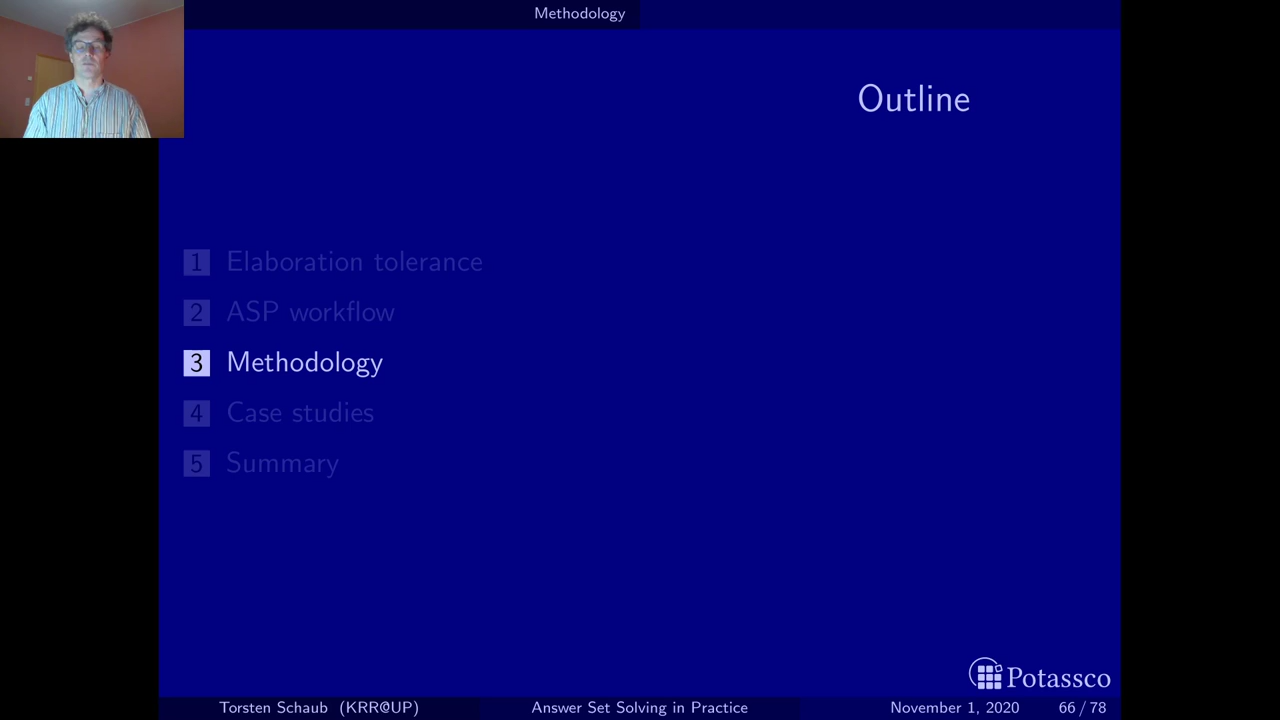 Methodology
Outline
1 Elaboration tolerance
2 ASP workflow
3 Methodology
4 Case studies
5 Summary
Potassco
Torsten Schaub (KRR@UP) Answer Set Solving in Practice November 1, 2020 66 / 78